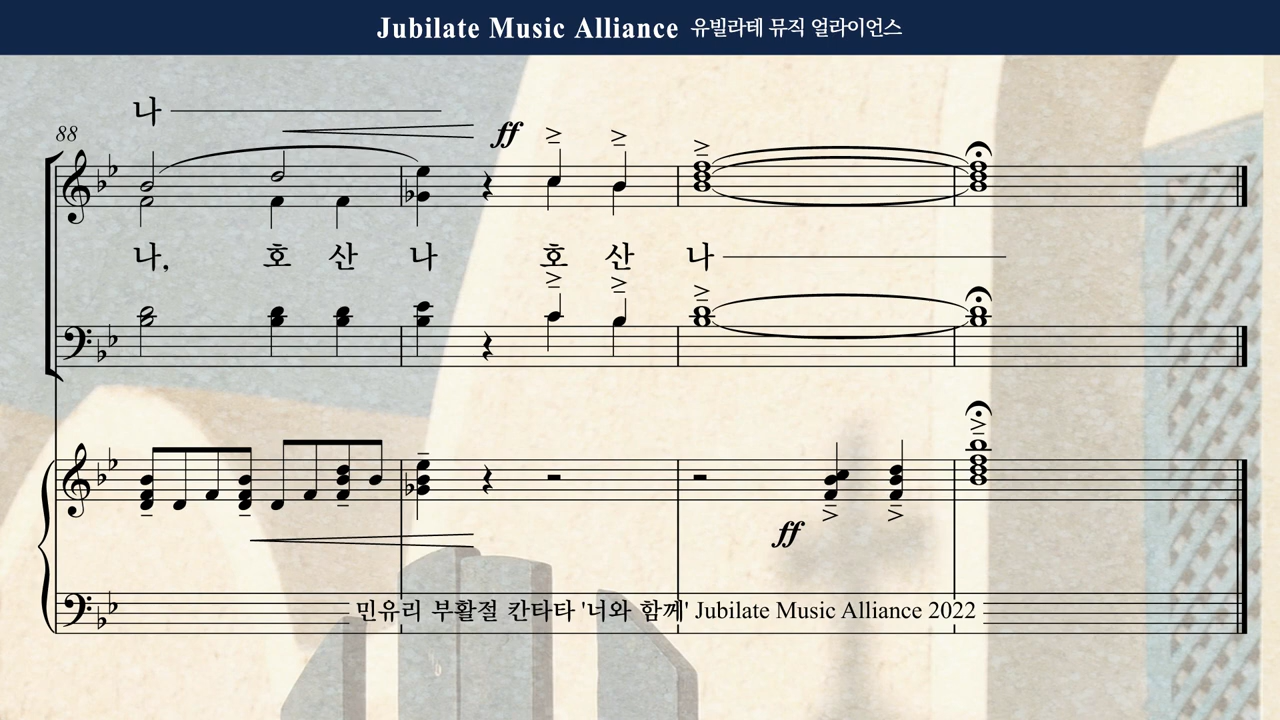 Jubilate Music Alliance 유빌라테 뮤직 얼라이언스
나
88
ff
나, 호 산 나 호 산 나
ff
민유리 부활절 칸타타 '너와 함께' Jubilate Music Alliance 2022